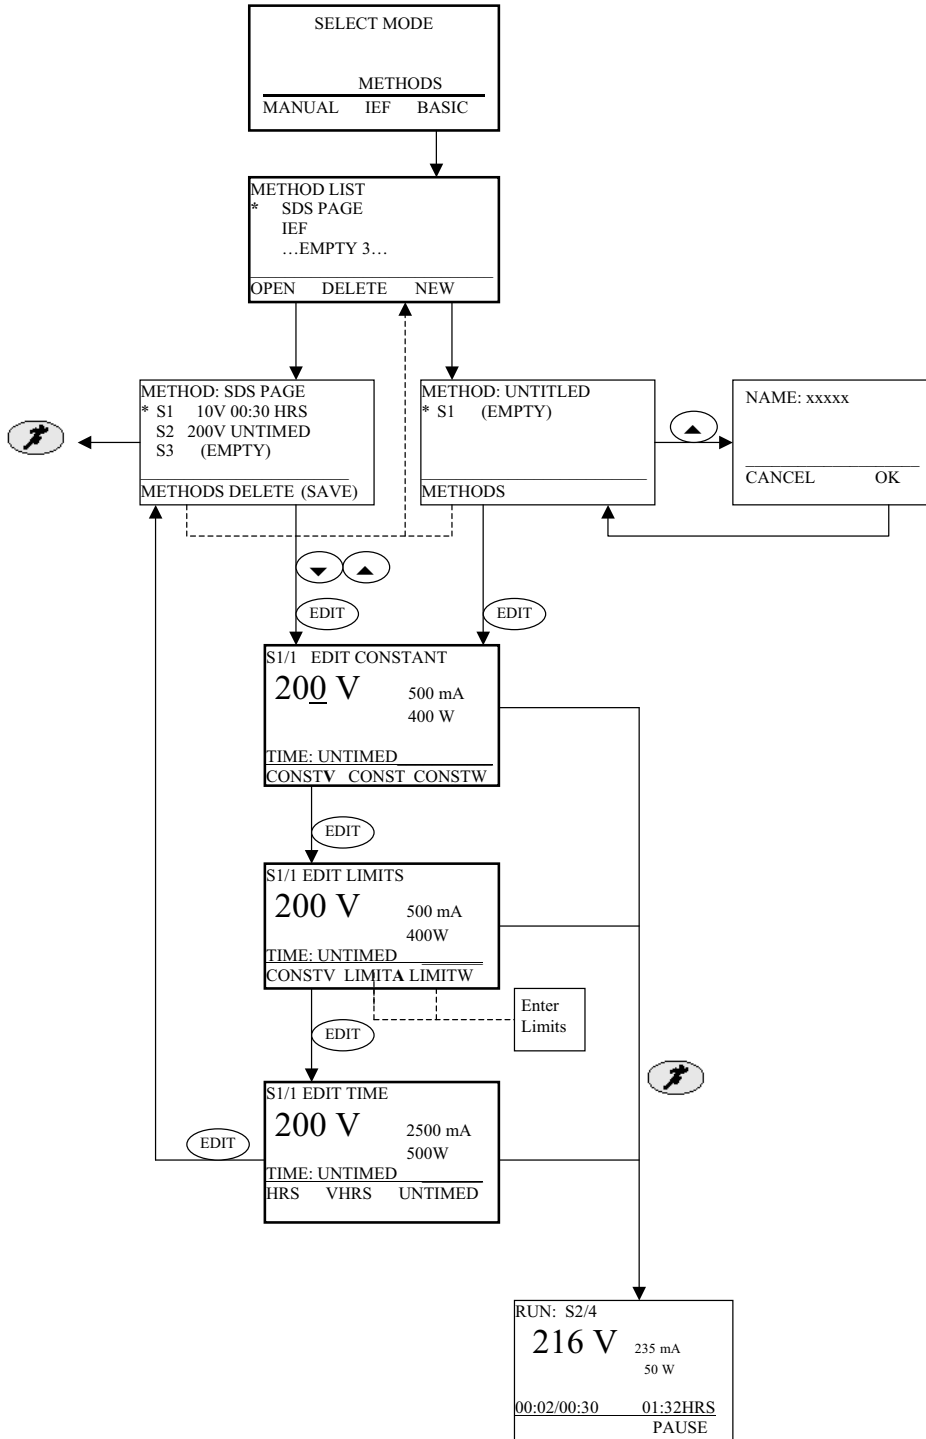 SELECT MODE
METHODS
MANUAL IEF BASIC
METHOD LIST
* SDS PAGE
IEF
…EMPTY 3…
OPEN DELETE NEW
METHOD: SDS PAGE
* S1 10V 00:30 HRS
S2 200V UNTIMED
S3 (EMPTY)
METHODS DELETE (SAVE)
METHOD: UNTITLED
* S1 (EMPTY)
METHODS
NAME: xxxxx
CANCEL OK
EDIT
EDIT
S1/1 EDIT CONSTANT
200 V 500 mA
400 W
TIME: UNTIMED
CONSTV CONST CONSTW
EDIT
S1/1 EDIT LIMITS
200 V 500 mA
400W
TIME: UNTIMED
CONSTV LIMITA LIMITW
Enter
Limits
EDIT
S1/1 EDIT TIME
200 V 2500 mA
500W
TIME: UNTIMED
HRS VHRS UNTIMED
EDIT
RUN: S2/4
216 V 235 mA
50 W
00:02/00:30 01:32HRS
PAUSE